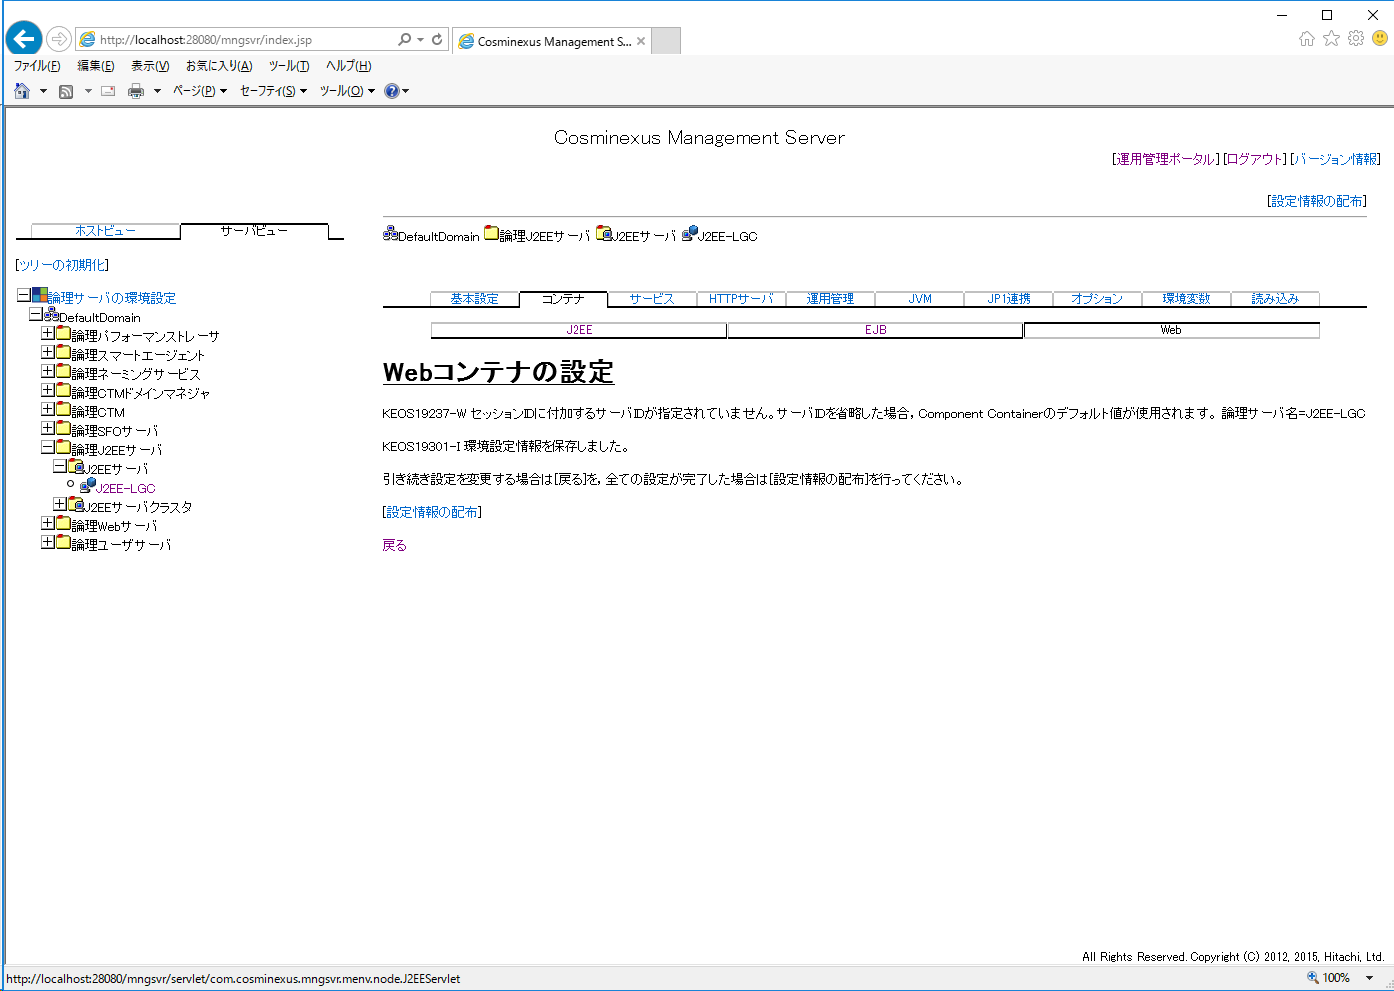 http://localhost:28080/mngsvr/index.jsp
Cosminexus Management S...
ファイル(F) 編集(E) 表示(V) お気に入り(A) ツール(T) ヘルプ(H)
ページ(P) セーフティ(S) ツール(O)
Cosminexus Management Server
[運用管理ポータル] [ログアウト] [バージョン情報]
[設定情報の配布]
ホストビュー サーバビュー
DefaultDomain 論理J2EEサーバ J2EEサーバ J2EE-LGC
[ツリーの初期化]
論理サーバの環境設定
DefaultDomain
論理パフォーマンストレーサ
論理スマートエージェント
論理ネーミングサービス
論理CTMドメインマネジャ
論理CTM
論理SFOサーバ
論理J2EEサーバ
J2EEサーバ
J2EE-LGC
J2EEサーバクラスタ
論理Webサーバ
論理ユーザサーバ
基本設定 コンテナ サービス HTTPサーバ 運用管理 JVM JP1連携 オプション 環境変数 読み込み
J2EE EJB Web
Webコンテナの設定
KEOS19237-W セッションIDに付加するサーバIDが指定されていません。サーバIDを省略した場合，Component Containerのデフォルト値が使用されます。 論理サーバ名=J2EE-LGC
KEOS19301-I 環境設定情報を保存しました。
引き続き設定を変更する場合は[戻る]を，全ての設定が完了した場合は[設定情報の配布]を行ってください。
[設定情報の配布]
戻る
All Rights Reserved. Copyright (C) 2012, 2015, Hitachi, Ltd.
http://localhost:28080/mngsvr/servlet/com.cosminexus.mngsvr.menv.node.J2EEServlet
100%